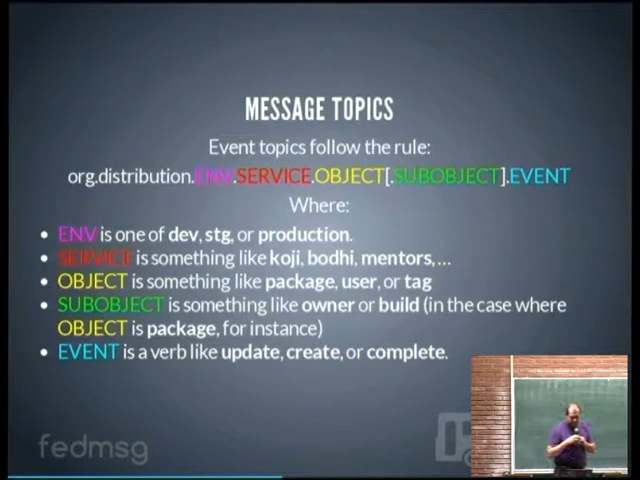 MESSAGE TOPICS
Event topics follow the rule:
org.distribution.ENV.SERVICE.OBJECT[.SUBOBJECT].EVENT
Where:
• ENV is one of dev, stg, or production.
• SERVICE is something like koji, bodhi, mentors, ...
• OBJECT is something like package, user, or tag
• SUBOBJECT is something like owner or build (in the case where
OBJECT is package, for instance)
• EVENT is a verb like update, create, or complete.
fedmsg